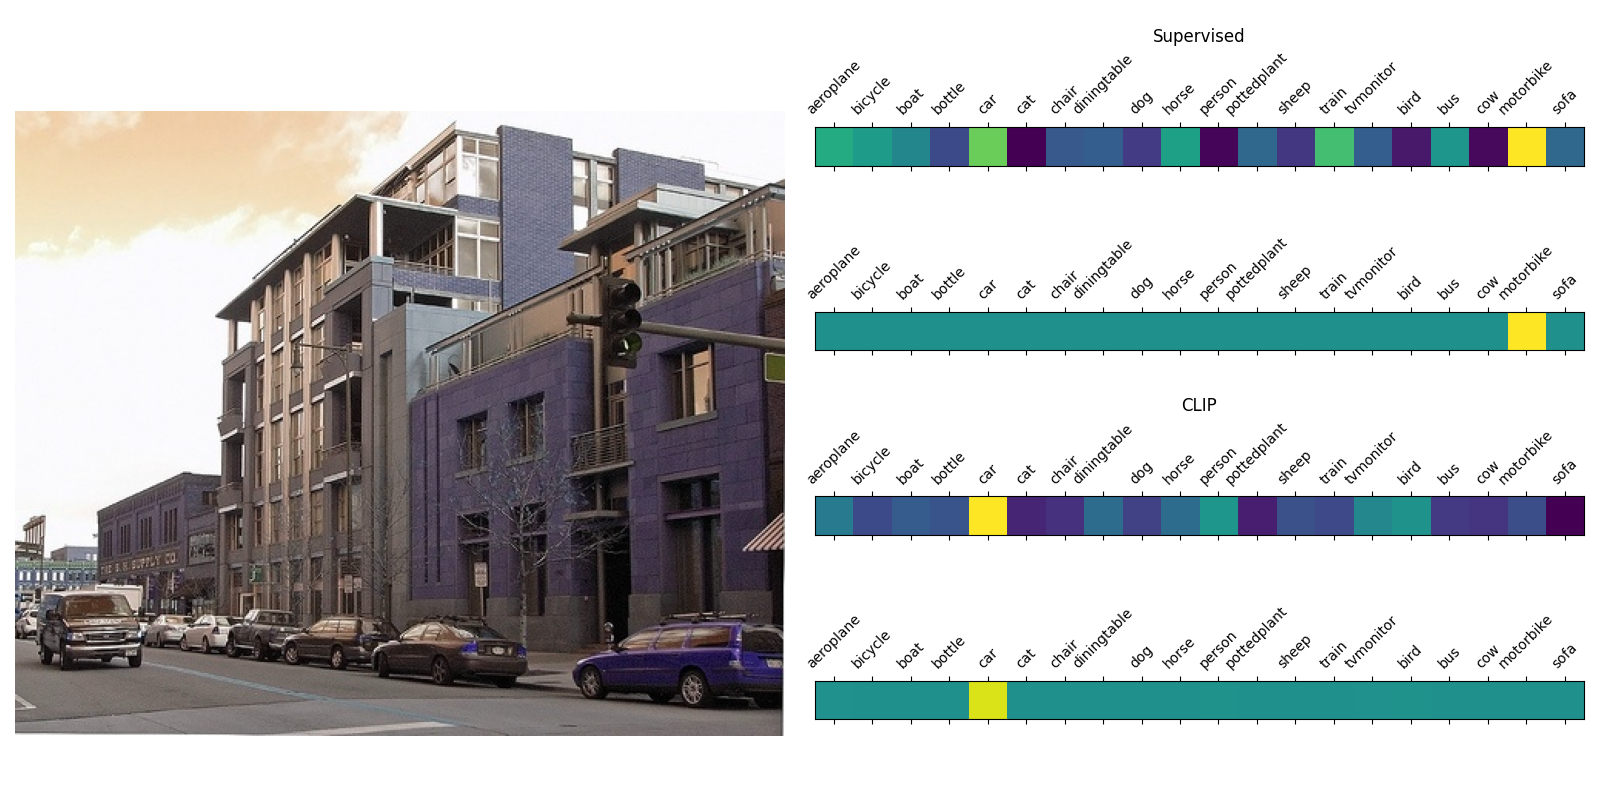 THE B. H. SUPPLY CO.
Supervised
aeroplane bicycle boat bottle car cat chair diningtable dog horse person pottedplant sheep train tvmonitor bird bus cow motorbike sofa
aeroplane bicycle boat bottle car cat chair diningtable dog horse person pottedplant sheep train tvmonitor bird bus cow motorbike sofa
CLIP
aeroplane bicycle boat bottle car cat chair diningtable dog horse person pottedplant sheep train tvmonitor bird bus cow motorbike sofa
aeroplane bicycle boat bottle car cat chair diningtable dog horse person pottedplant sheep train tvmonitor bird bus cow motorbike sofa